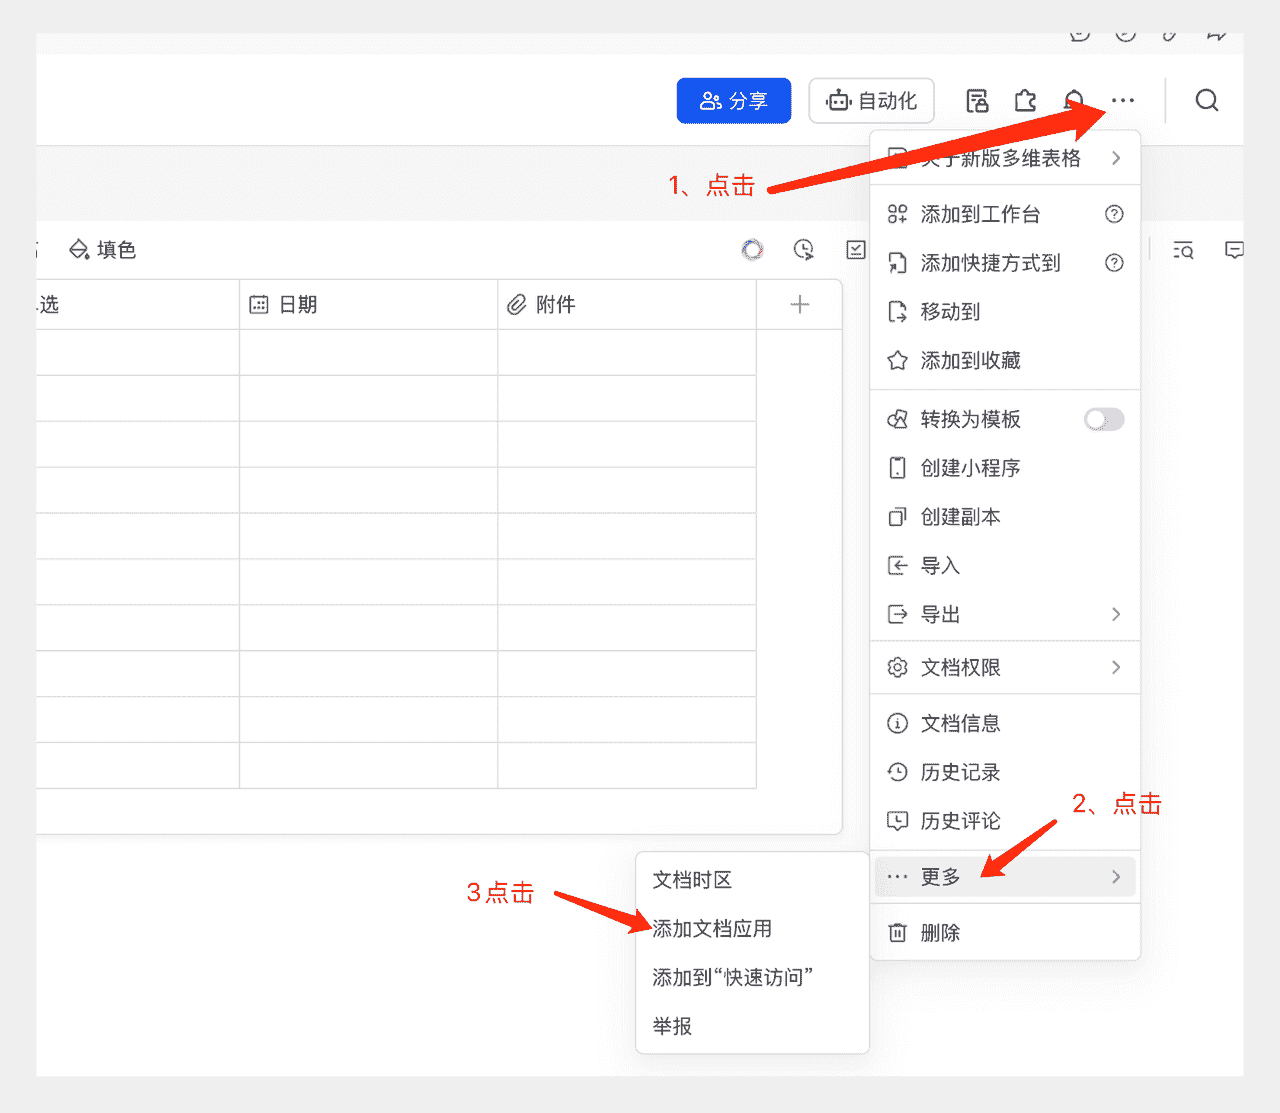 分享
自动化
1、点击
关于新版多维表格
添加到工作台
填色
添加快捷方式到
选
日期
附件
移动到
添加到收藏
转换为模板
创建小程序
创建副本
导入
导出
文档权限
文档信息
历史记录
2、点击
历史评论
更多
文档时区
3点击
添加文档应用
删除
添加到“快速访问”
举报